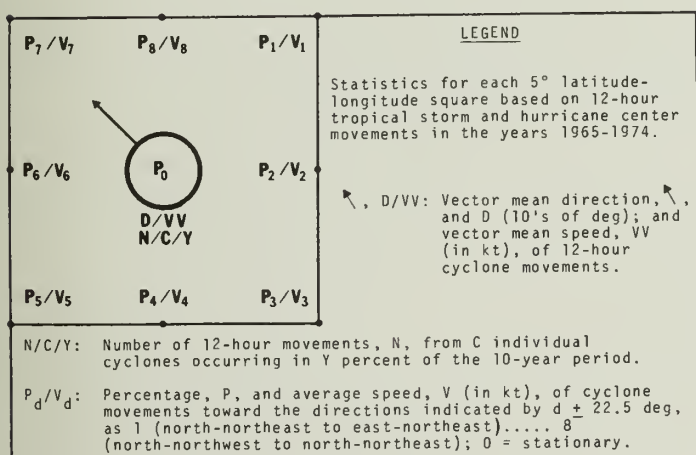 P7/V7 P8/V8 P1/V1
P6/V6 P0 P2/V2
D/VV
N/C/Y
P5/V5 P4/V4 P3/V3
LEGEND
Statistics for each 5° latitude-
longitude square based on 12-hour
tropical storm and hurricane center
movements in the years 1965-1974.
↖, D/VV: Vector mean direction, ↖,
and D (10's of deg); and
vector mean speed, VV
(in kt), of 12-hour
cyclone movements.
N/C/Y: Number of 12-hour movements, N, from C individual
cyclones occurring in Y percent of the 10-year period.
Pd/Vd: Percentage, P, and average speed, V (in kt), of cyclone
movements toward the directions indicated by d ± 22.5 deg,
as 1 (north-northeast to east-northeast)..... 8
(north-northwest to north-northeast); 0 = stationary.